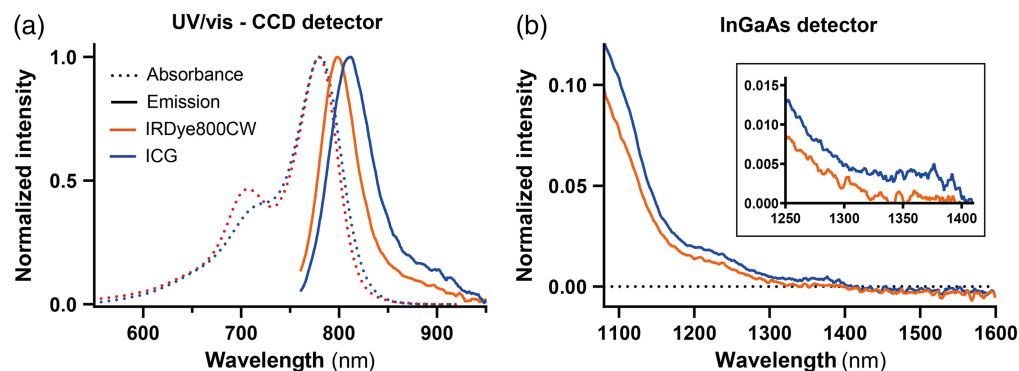 (a)
UV/vis - CCD detector
Normalized intensity
1.0
0.5
0.0
Absorbance
Emission
IRDye800CW
ICG
600
700
800
900
Wavelength (nm)
(b)
InGaAs detector
Normalized intensity
0.10
0.05
0.00
0.015
0.010
0.005
0.000
1250
1300
1350
1400
1100
1200
1300
1400
1500
1600
Wavelength (nm)